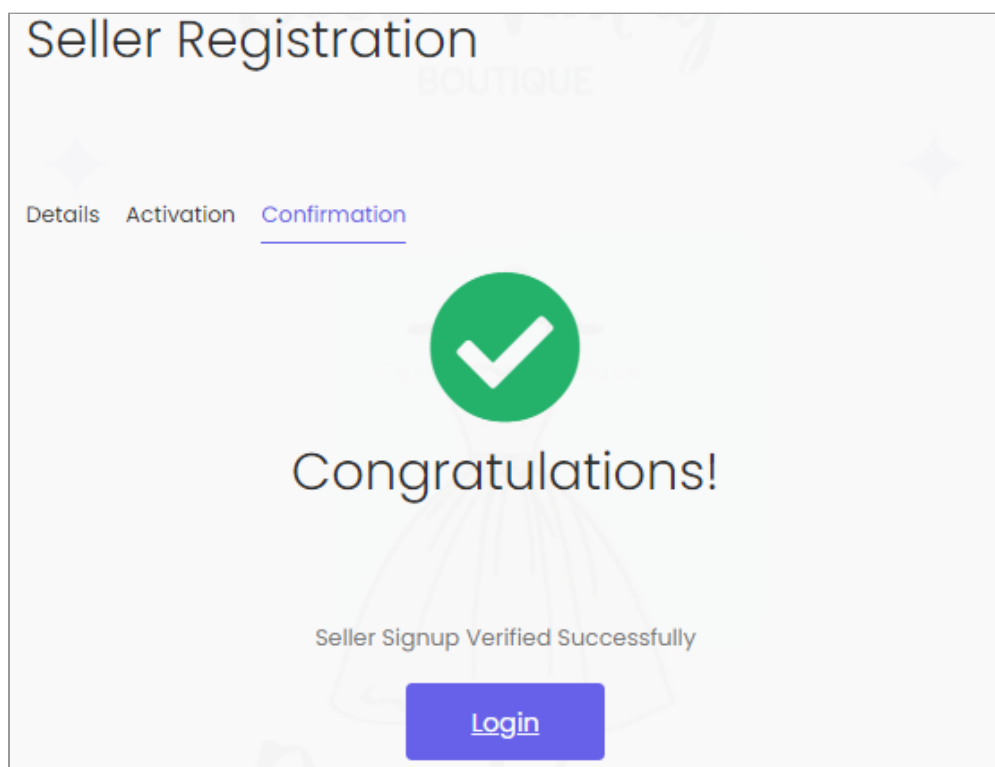 Seller Registration
BOUTIQUE
Details Activation Confirmation
Congratulations!
Seller Signup Verified Successfully
Login